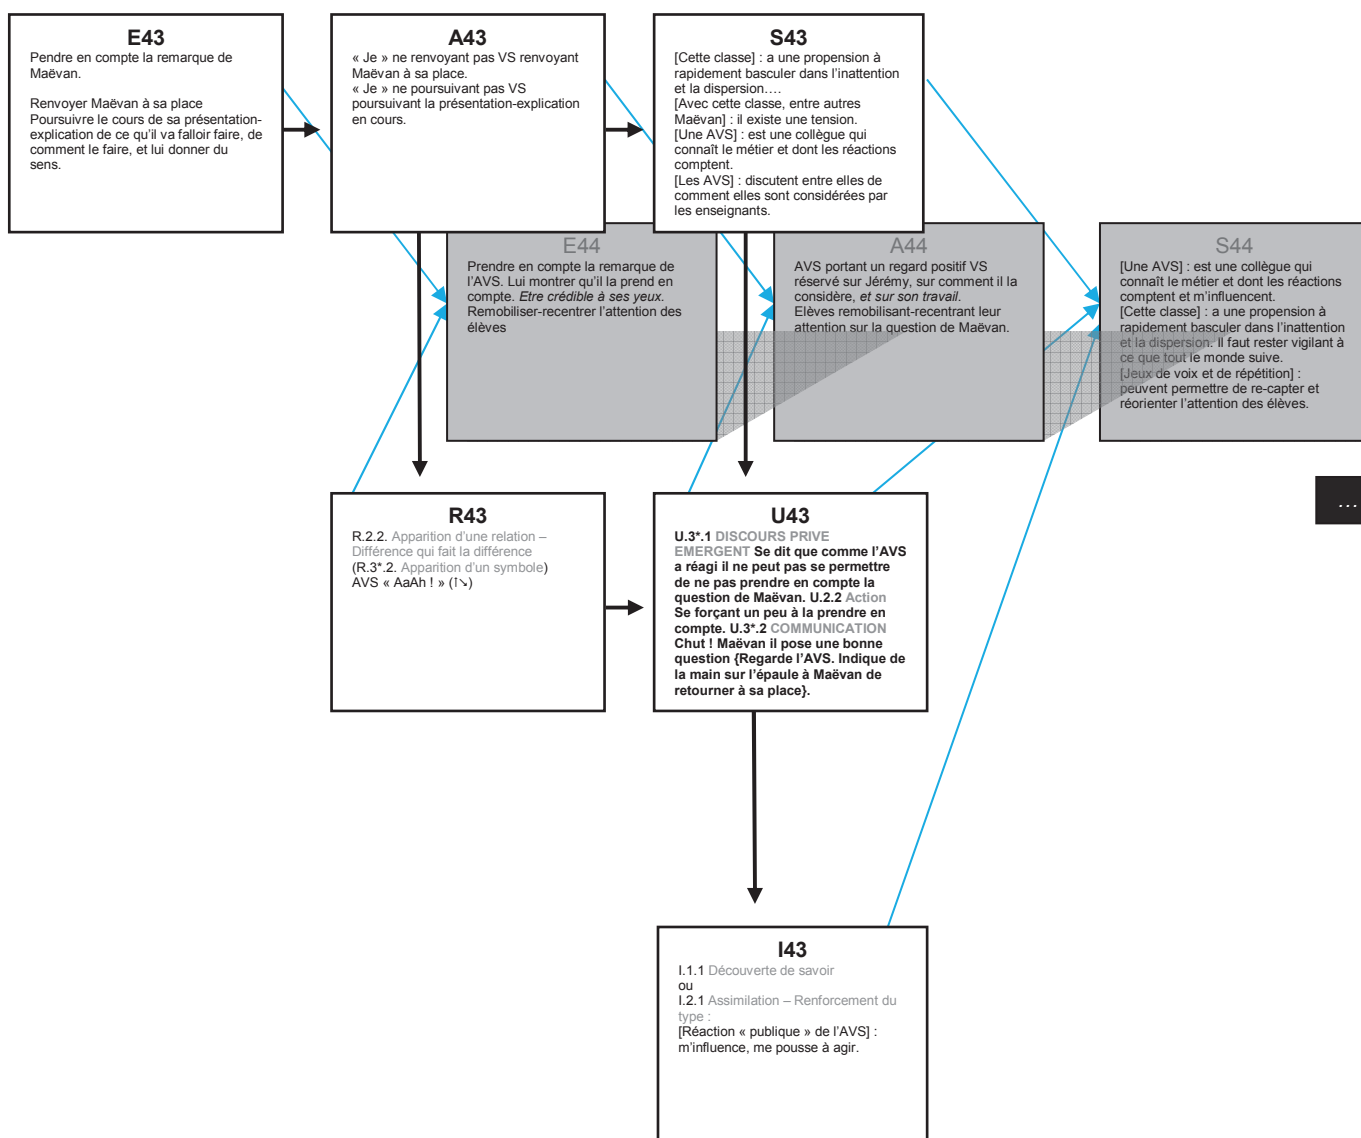 E43
Pendre en compte la remarque de
Maëvan.
Renvoyer Maëvan à sa place
Poursuivre le cours de sa présentation-
explication de ce qu'il va falloir faire, de
comment le faire, et lui donner du
sens.
A43
« Je » ne renvoyant pas VS renvoyant
Maëvan à sa place.
« Je » ne poursuivant pas VS
poursuivant la présentation-explication
en cours.
S43
[Cette classe] : a une propension à
rapidement basculer dans l'inattention
et la dispersion….
[Avec cette classe, entre autres
Maëvan] : il existe une tension.
[Une AVS] : est une collègue qui
connaît le métier et dont les réactions
comptent.
[Les AVS] : discutent entre elles de
comment elles sont considérées par
les enseignants.
E44
Prendre en compte la remarque de
l'AVS. Lui montrer qu'il la prend en
compte. Etre crédible à ses yeux.
Remobiliser-recentrer l'attention des
élèves
A44
AVS portant un regard positif VS
réservé sur Jérémy, sur comment il la
considère, et sur son travail.
Elèves remobilisant-recentrant leur
attention sur la question de Maëvan.
S44
[Une AVS] : est une collègue qui
connaît le métier et dont les réactions
comptent et m'influencent.
[Cette classe] : a une propension à
rapidement basculer dans l'inattention
et la dispersion. Il faut rester vigilant à
ce que tout le monde suive.
[Jeux de voix et de répétition] :
peuvent permettre de re-capter et
réorienter l'attention des élèves.
…
R43
R.2.2. Apparition d'une relation –
Différence qui fait la différence
(R.3*.2. Apparition d'un symbole)
AVS « AaAh ! » (↑↘)
U43
U.3*.1 DISCOURS PRIVE
EMERGENT Se dit que comme l'AVS
a réagi il ne peut pas se permettre
de ne pas prendre en compte la
question de Maëvan. U.2.2 Action
Se forçant un peu à la prendre en
compte. U.3*.2 COMMUNICATION
Chut ! Maëvan il pose une bonne
question {Regarde l'AVS. Indique de
la main sur l'épaule à Maëvan de
retourner à sa place}.
I43
I.1.1 Découverte de savoir
ou
I.2.1 Assimilation – Renforcement du
type :
[Réaction « publique » de l'AVS] :
m'influence, me pousse à agir.